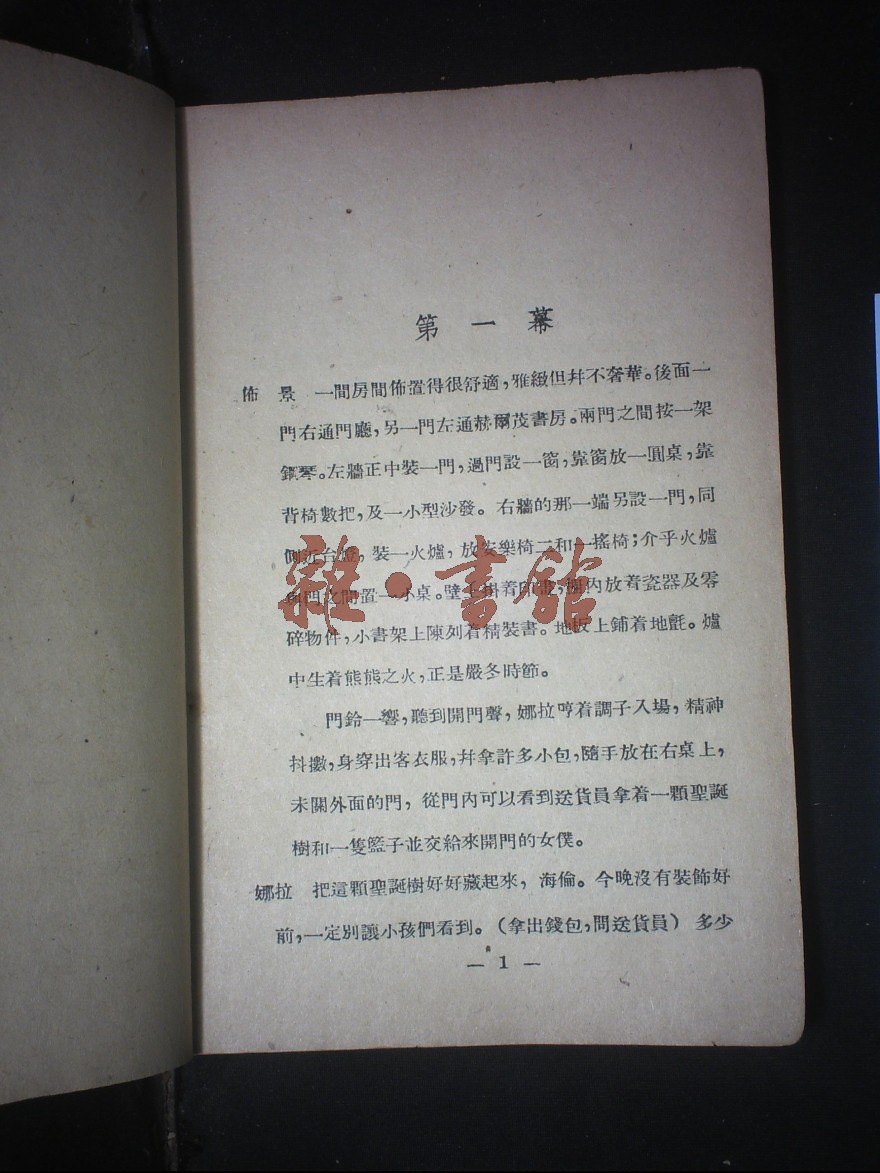 第一幕
佈景 一間房間佈置得很舒適，雅緻但幷不奢華。後面一
門右通門廳，另一門左通赫爾茂書房。兩門之間按一架
鋼琴。左牆正中裝一門，過門設一窗，靠窗放一圓桌，靠
背椅數把，及一小型沙發。右牆的那一端另設一門，同
側近台燈，裝一火爐，放安樂椅二和一搖椅；介乎火爐
和門之間置一小桌。壁上掛着印畫；櫥內放着瓷器及零
碎物件，小書架上陳列着精裝書。地板上鋪着地氈。爐
中生着熊熊之火，正是嚴冬時節。
門鈴一響，聽到開門聲，娜拉哼着調子入場，精神
抖擻，身穿出客衣服，幷拿許多小包，隨手放在右桌上，
未關外面的門，從門內可以看到送貨員拿着一顆聖誕
樹和一隻籃子並交給來開門的女僕。
娜拉 把這顆聖誕樹好好藏起來，海倫。今晚沒有裝飾好
前，一定別讓小孩們看到。（拿出錢包，問送貨員）多少
— 1 —
雜·書館